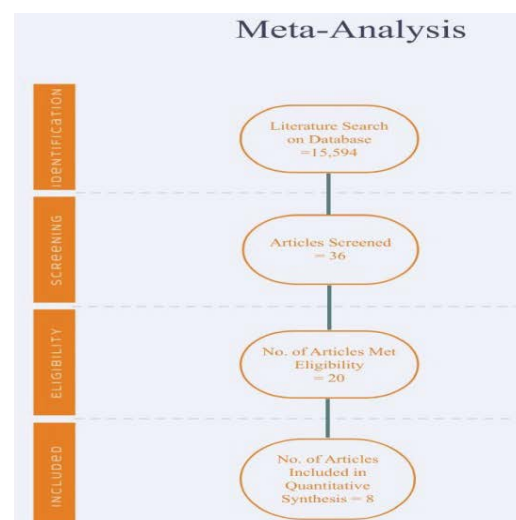 Meta-Analysis
IDENTIFICATION
Literature Search
on Database
=15,594
SCREENING
Articles Screened
= 36
ELIGIBILITY
No. of Articles Met
Eligibility
= 20
INCLUDED
No. of Articles
Included in
Quantitative
Synthesis = 8